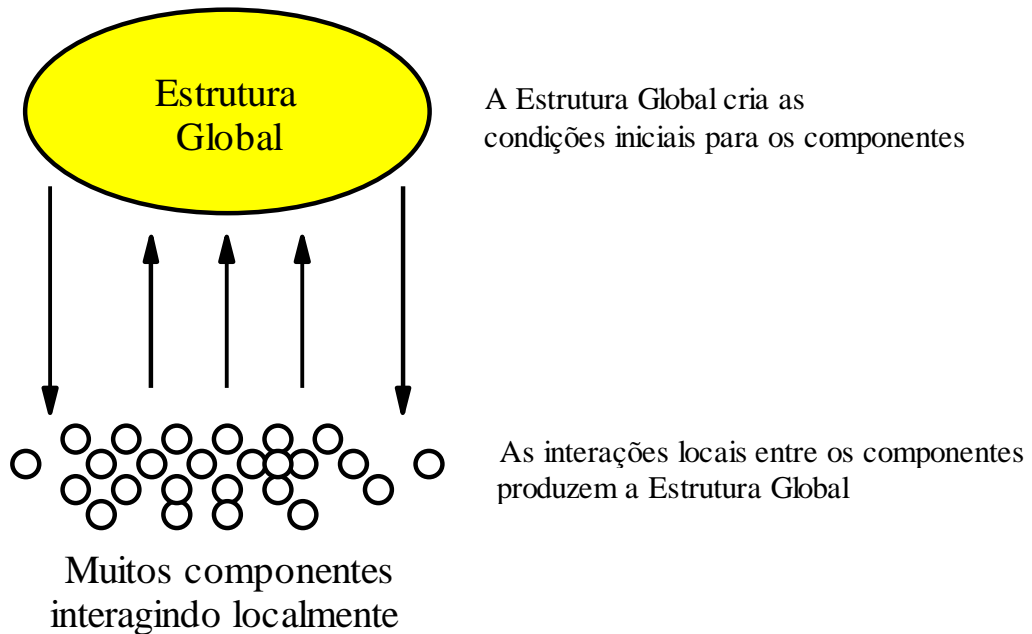 Estrutura
Global
A Estrutura Global cria as
condições iniciais para os componentes
As interações locais entre os componentes
produzem a Estrutura Global
Muitos componentes
interagindo localmente